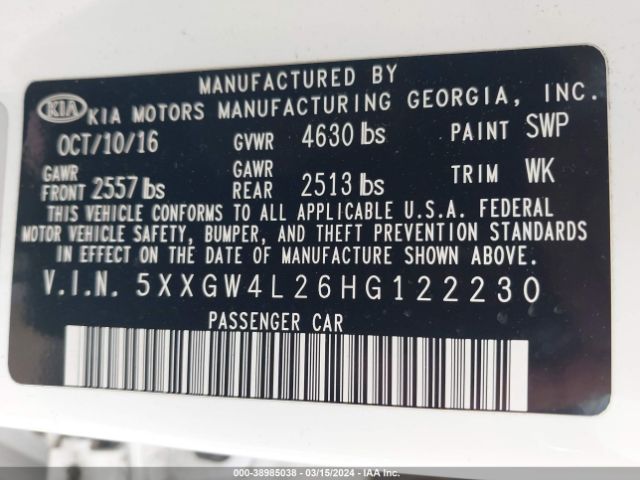 MANUFACTURED BY
KIA KIA MOTORS MANUFACTURING GEORGIA, INC.
OCT/10/16 GVWR 4630 lbs PAINT SWP
GAWR FRONT 2557 lbs GAWR REAR 2513 lbs TRIM WK
THIS VEHICLE CONFORMS TO ALL APPLICABLE U.S.A. FEDERAL
MOTOR VEHICLE SAFETY, BUMPER, AND THEFT PREVENTION STANDARDS
IN EFFECT ON THE DATE OF MANUFACTURE SHOWN ABOVE.
V.I.N. 5XXGW4L26HG122230
PASSENGER CAR
000-38985038 - 03/15/2024 - IAAI.COM